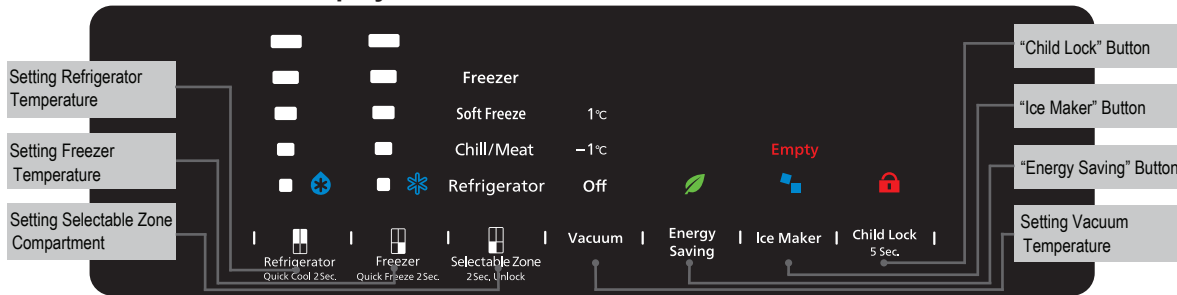 Setting Refrigerator
Temperature
Setting Freezer
Temperature
Setting Selectable Zone
Compartment
Freezer
Soft Freeze 1℃
Chill/Meat −1℃ Empty
Refrigerator Off
Refrigerator
Quick Cool 2Sec.
Freezer
Quick Freeze 2Sec.
Selectable Zone
2Sec, Unlock
Vacuum
Energy
Saving
Ice Maker
Child Lock
5 Sec.
"Child Lock" Button
"Ice Maker" Button
"Energy Saving" Button
Setting Vacuum
Temperature